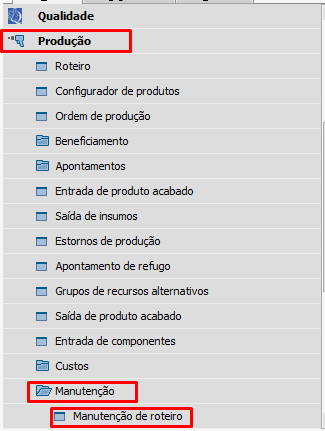 Qualidade
Produção
Roteiro
Configurador de produtos
Ordem de produção
Beneficiamento
Apontamentos
Entrada de produto acabado
Saída de insumos
Estornos de produção
Apontamento de refugo
Grupos de recursos alternativos
Saída de produto acabado
Entrada de componentes
Custos
Manutenção
Manutenção de roteiro